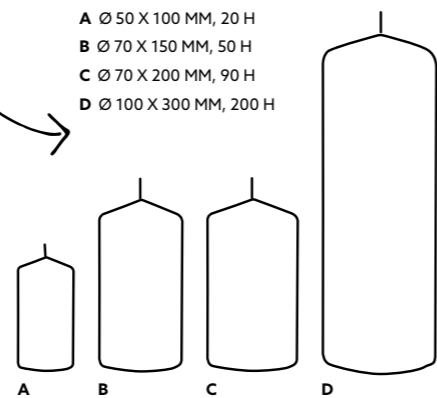 A Ø 50 X 100 MM, 20 H
B Ø 70 X 150 MM, 50 H
C Ø 70 X 200 MM, 90 H
D Ø 100 X 300 MM, 200 H
A B C D